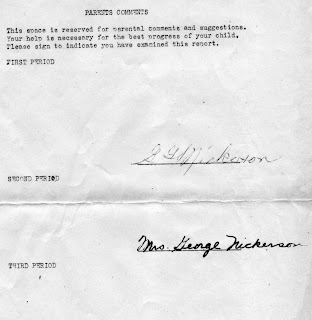 PARENTS COMMENTS
This space is reserved for parental comments and suggestions.
Your help is necessary for the best progress of your child.
Please sign to indicate you have examined this report.
FIRST PERIOD
Nickerson
SECOND PERIOD
Mrs. George Nickerson
THIRD PERIOD